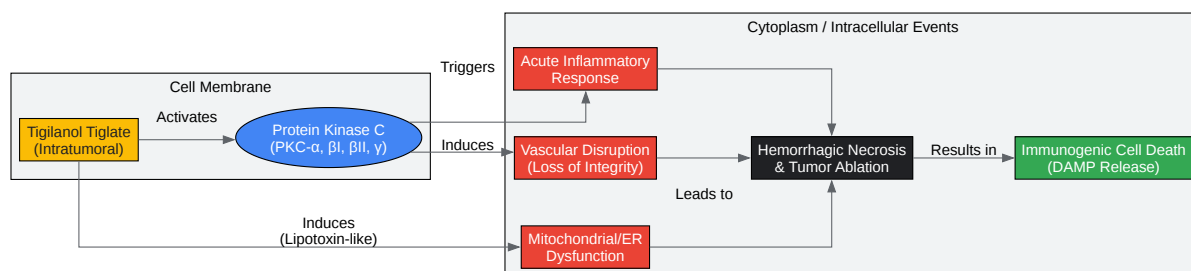 Cytoplasm / Intracellular Events
Triggers
Acute Inflammatory
Response
Cell Membrane
Activates
Tigilanol Tiglate
(Intratumoral)
Protein Kinase C
(PKC-α, βI, βII, γ)
Induces
Vascular Disruption
(Loss of Integrity)
Leads to
Hemorrhagic Necrosis
& Tumor Ablation
Results in
Immunogenic Cell Death
(DAMP Release)
Induces
(Lipotoxin-like)
Mitochondrial/ER
Dysfunction